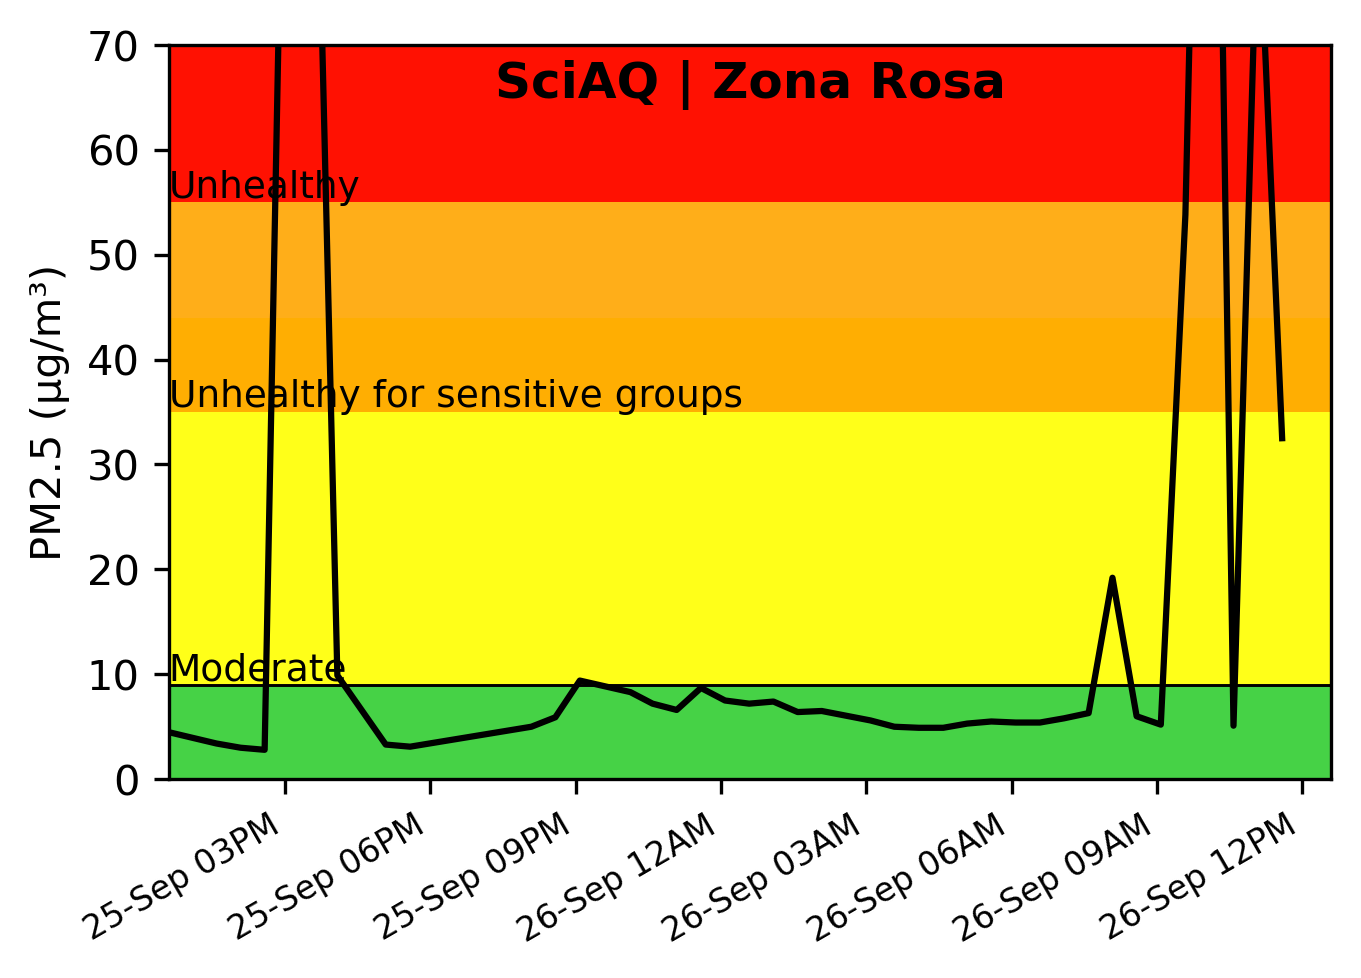 SciAQ | Zona Rosa
PM2.5 (μg/m³)
70
60
50
40
30
20
10
0
Unhealthy
Unhealthy for sensitive groups
Moderate
25-Sep 03PM
25-Sep 06PM
25-Sep 09PM
26-Sep 12AM
26-Sep 03AM
26-Sep 06AM
26-Sep 09AM
26-Sep 12PM